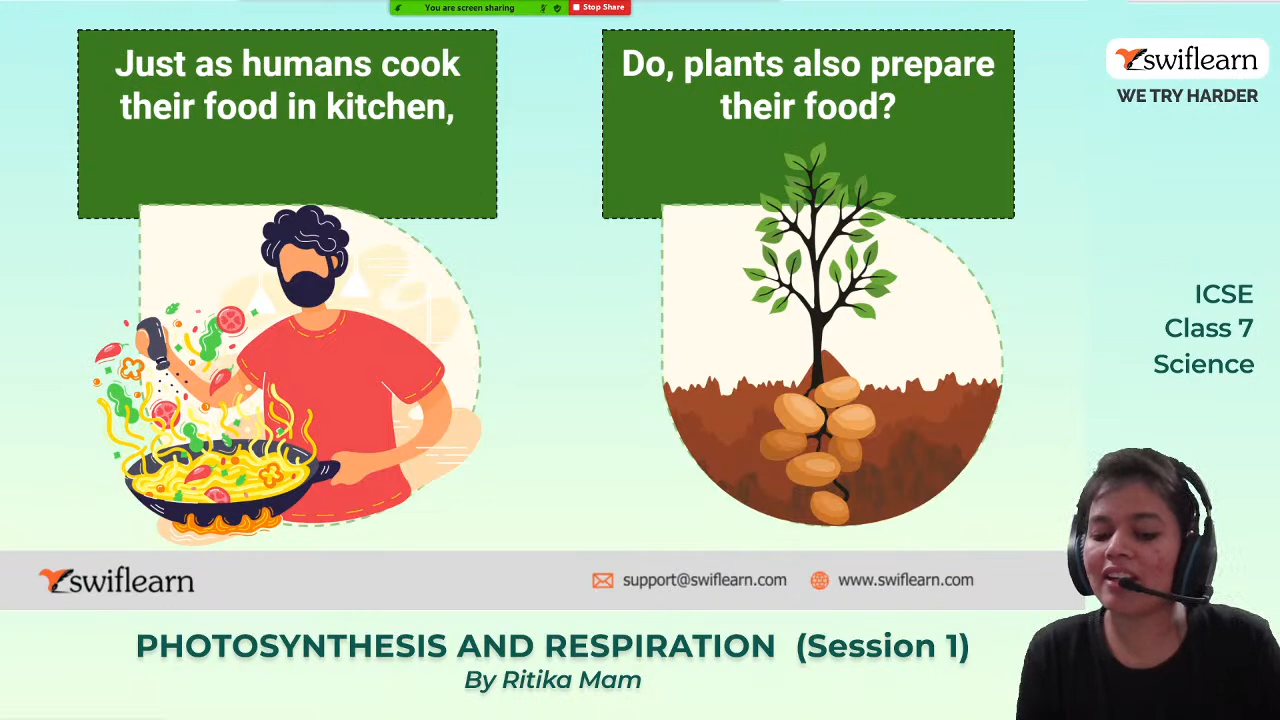 You are screen sharing
Stop Share
Just as humans cook
their food in kitchen,
Do, plants also prepare
their food?
swiflearn
WE TRY HARDER
ICSE
Class 7
Science
swiflearn
support@swiflearn.com
www.swiflearn.com
PHOTOSYNTHESIS AND RESPIRATION (Session 1)
By Ritika Mam